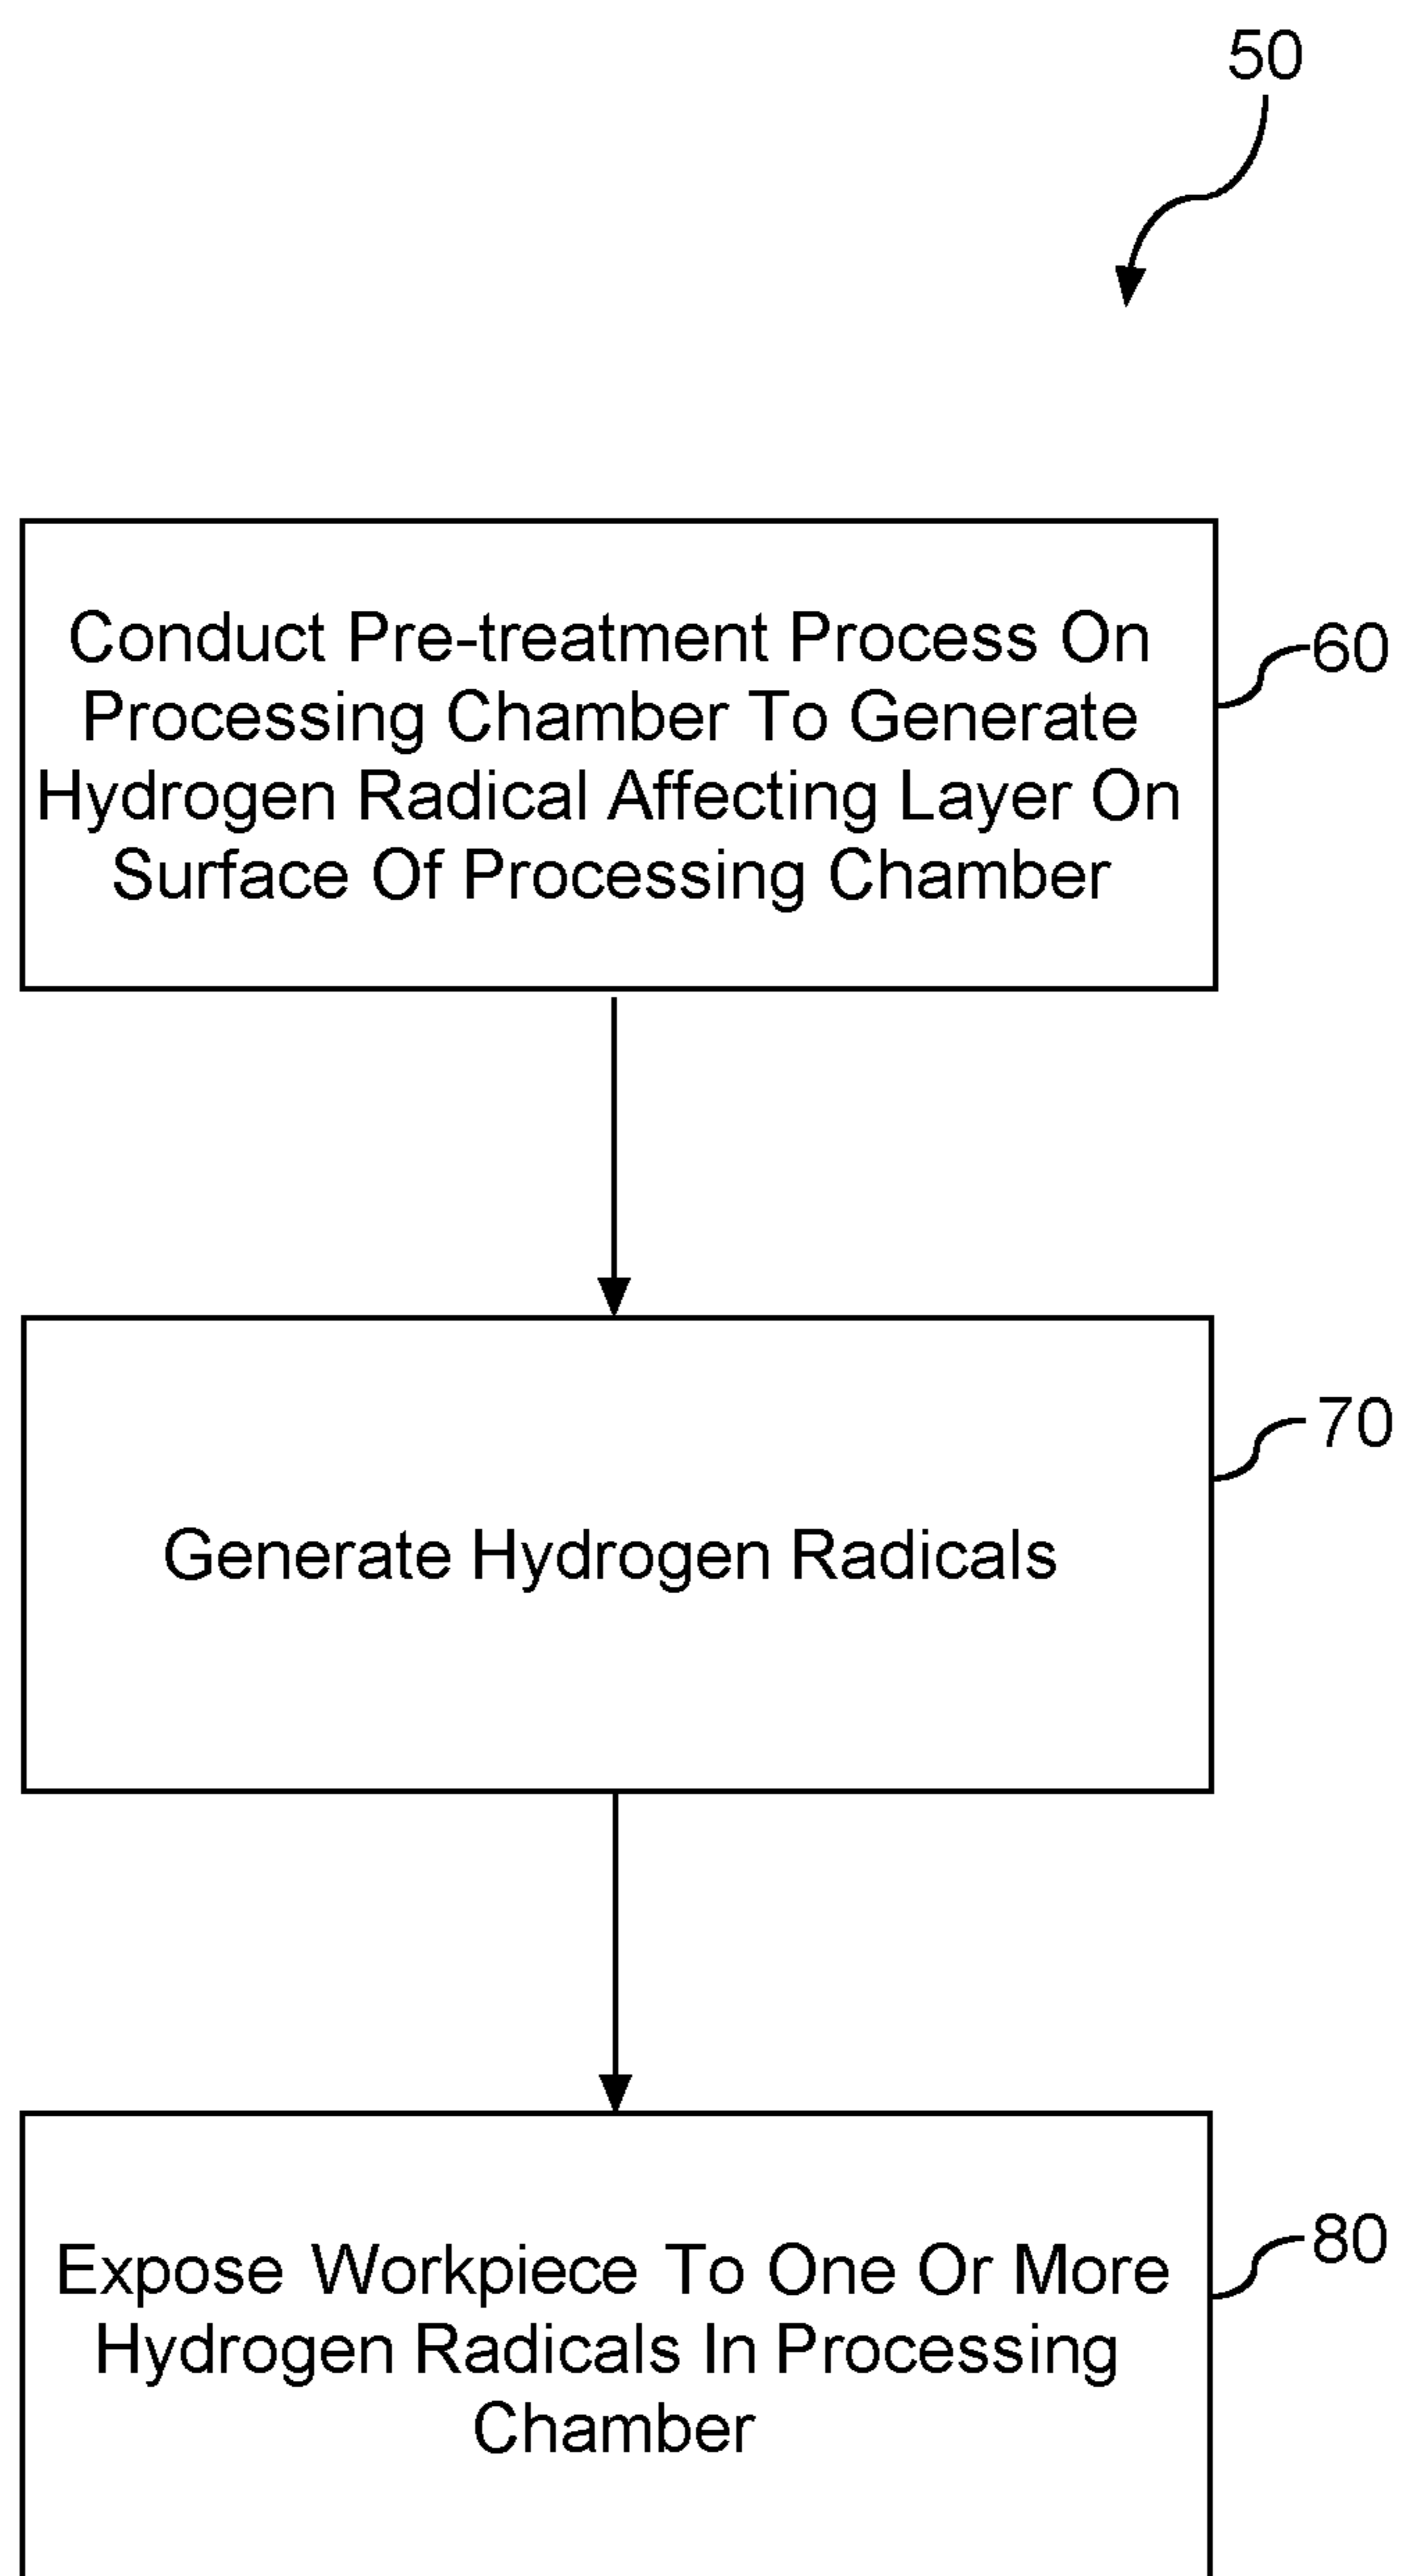 50
Conduct Pre-treatment Process On
Processing Chamber To Generate
Hydrogen Radical Affecting Layer On
Surface Of Processing Chamber
60
Generate Hydrogen Radicals
70
Expose Workpiece To One Or More
Hydrogen Radicals In Processing
Chamber
80